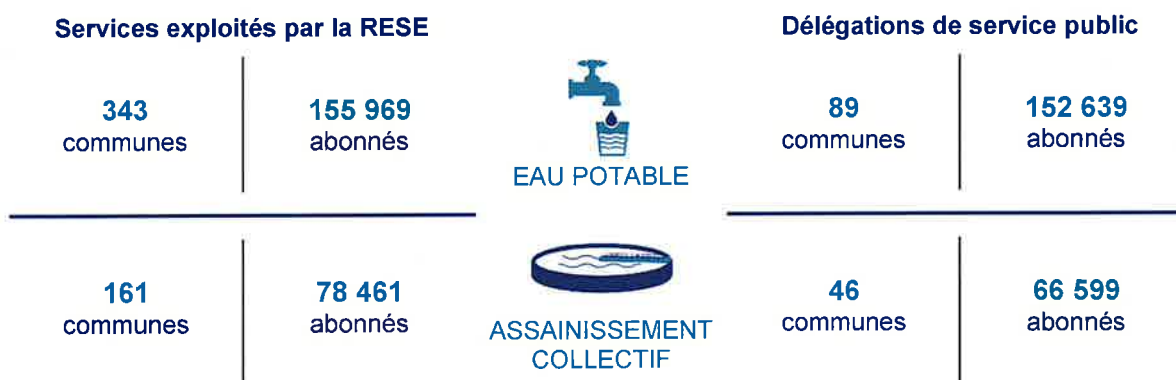 Services exploités par la RESE
Délégations de service public
343
communes
155 969
abonnés
EAU POTABLE
89
communes
152 639
abonnés
161
communes
78 461
abonnés
ASSAINISSEMENT
COLLECTIF
46
communes
66 599
abonnés